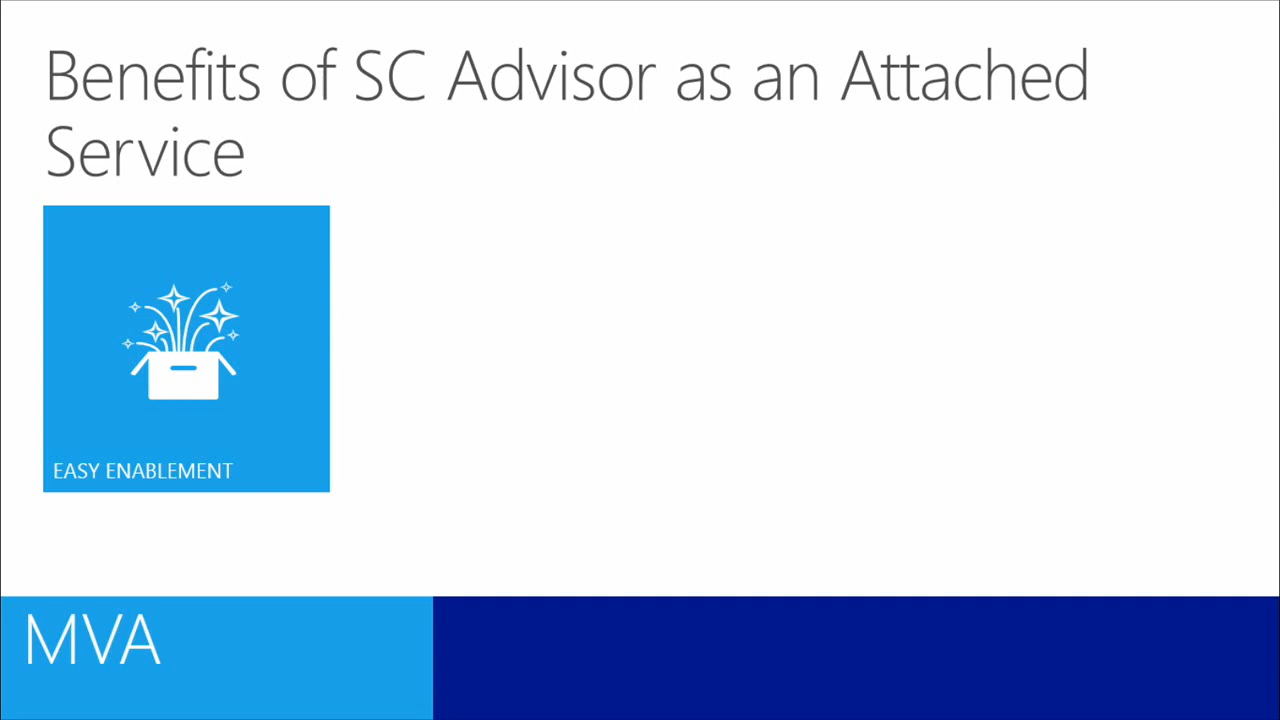 Benefits of SC Advisor as an Attached
Service
EASY ENABLEMENT
MVA